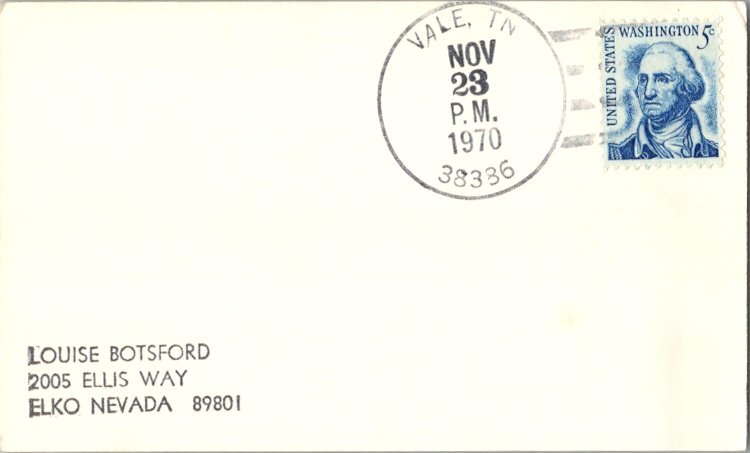 VALE, TN
NOV
23
P.M.
1970
38336
UNITED STATES
WASHINGTON 5c
LOUISE BOTSFORD
2005 ELLIS WAY
ELKO NEVADA 89801